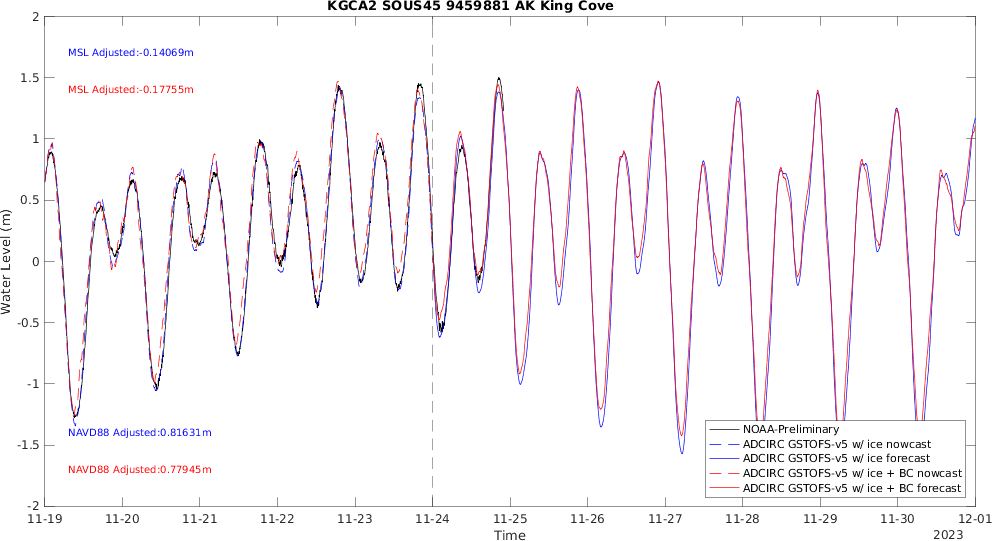 KGCA2 SOUS45 9459881 AK King Cove
2
1.5
1
0.5
0
-0.5
-1
-1.5
-2
Water Level (m)
MSL Adjusted:-0.14069m
MSL Adjusted:-0.17755m
NAVD88 Adjusted:0.81631m
NAVD88 Adjusted:0.77945m
NOAA-Preliminary
ADCIRC GSTOFS-v5 w/ ice nowcast
ADCIRC GSTOFS-v5 w/ ice forecast
ADCIRC GSTOFS-v5 w/ ice + BC nowcast
ADCIRC GSTOFS-v5 w/ ice + BC forecast
11-19 11-20 11-21 11-22 11-23 11-24 11-25 11-26 11-27 11-28 11-29 11-30 12-01
Time
2023